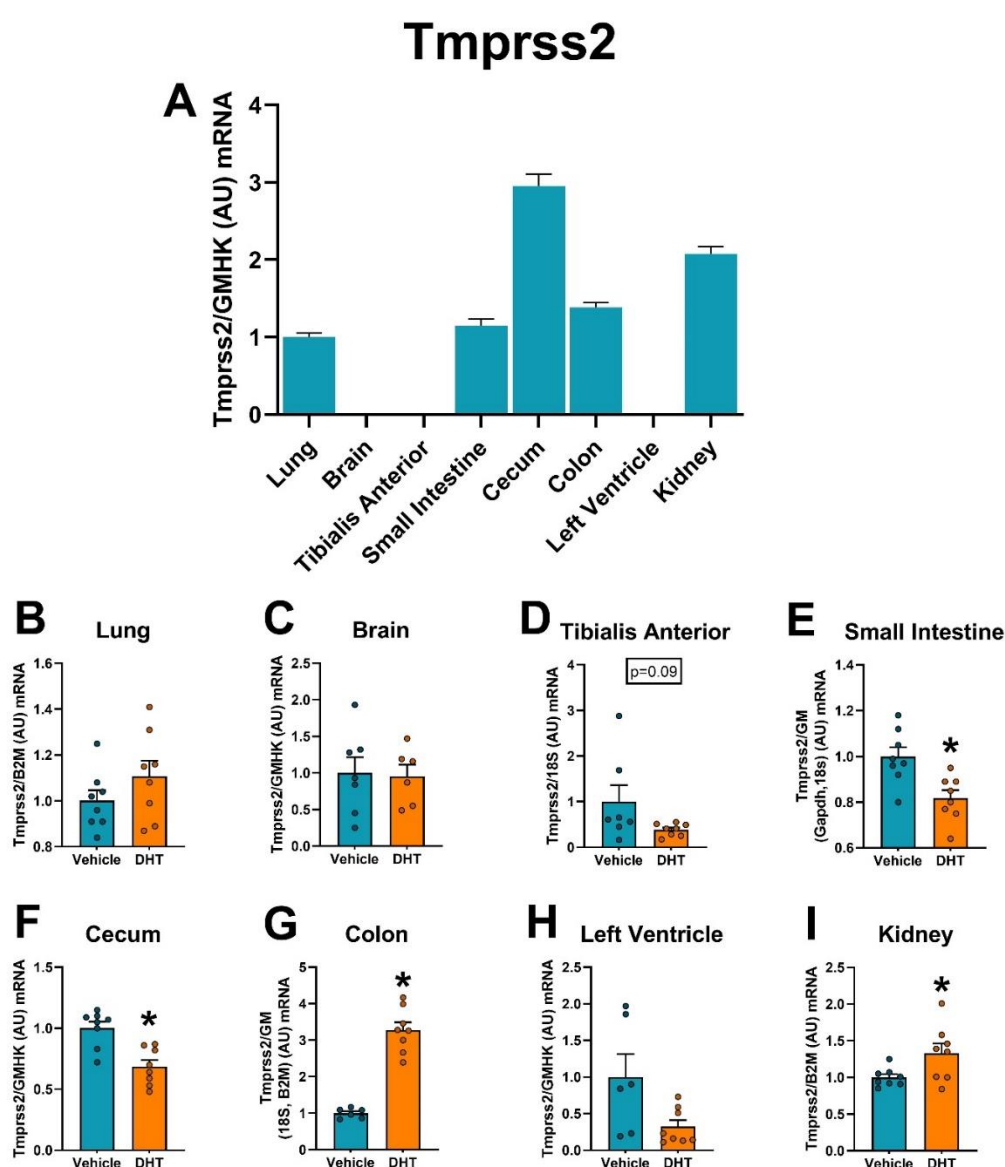 Tmprss2
A
Tmprss2/GMHK (AU) mRNA
4
3
2
1
0
Lung
Brain
Tibialis Anterior
Small Intestine
Cecum
Colon
Left Ventricle
Kidney
B
Lung
Tmprss2/B2M (AU) mRNA
1.6
1.4
1.2
1.0
0.8
Vehicle DHT
C
Brain
Tmprss2/GMHK (AU) mRNA
2.5
2.0
1.5
1.0
0.5
0.0
Vehicle DHT
D
Tibialis Anterior
p=0.09
Tmprss2/18S (AU) mRNA
4
3
2
1
0
Vehicle DHT
E
Small Intestine
Tmprss2/GM
(Gapdh,18s) (AU) mRNA
1.4
1.2
1.0
0.8
0.6
*
Vehicle DHT
F
Cecum
Tmprss2/GMHK (AU) mRNA
1.5
1.0
0.5
0.0
*
Vehicle DHT
G
Colon
Tmprss2/GM
(18S, B2M) (AU) mRNA
5
4
3
2
1
0
*
Vehicle DHT
H
Left Ventricle
Tmprss2/GMHK (AU) mRNA
2.5
2.0
1.5
1.0
0.5
0.0
Vehicle DHT
I
Kidney
Tmprss2/B2M (AU) mRNA
2.5
2.0
1.5
1.0
0.5
0.0
*
Vehicle DHT